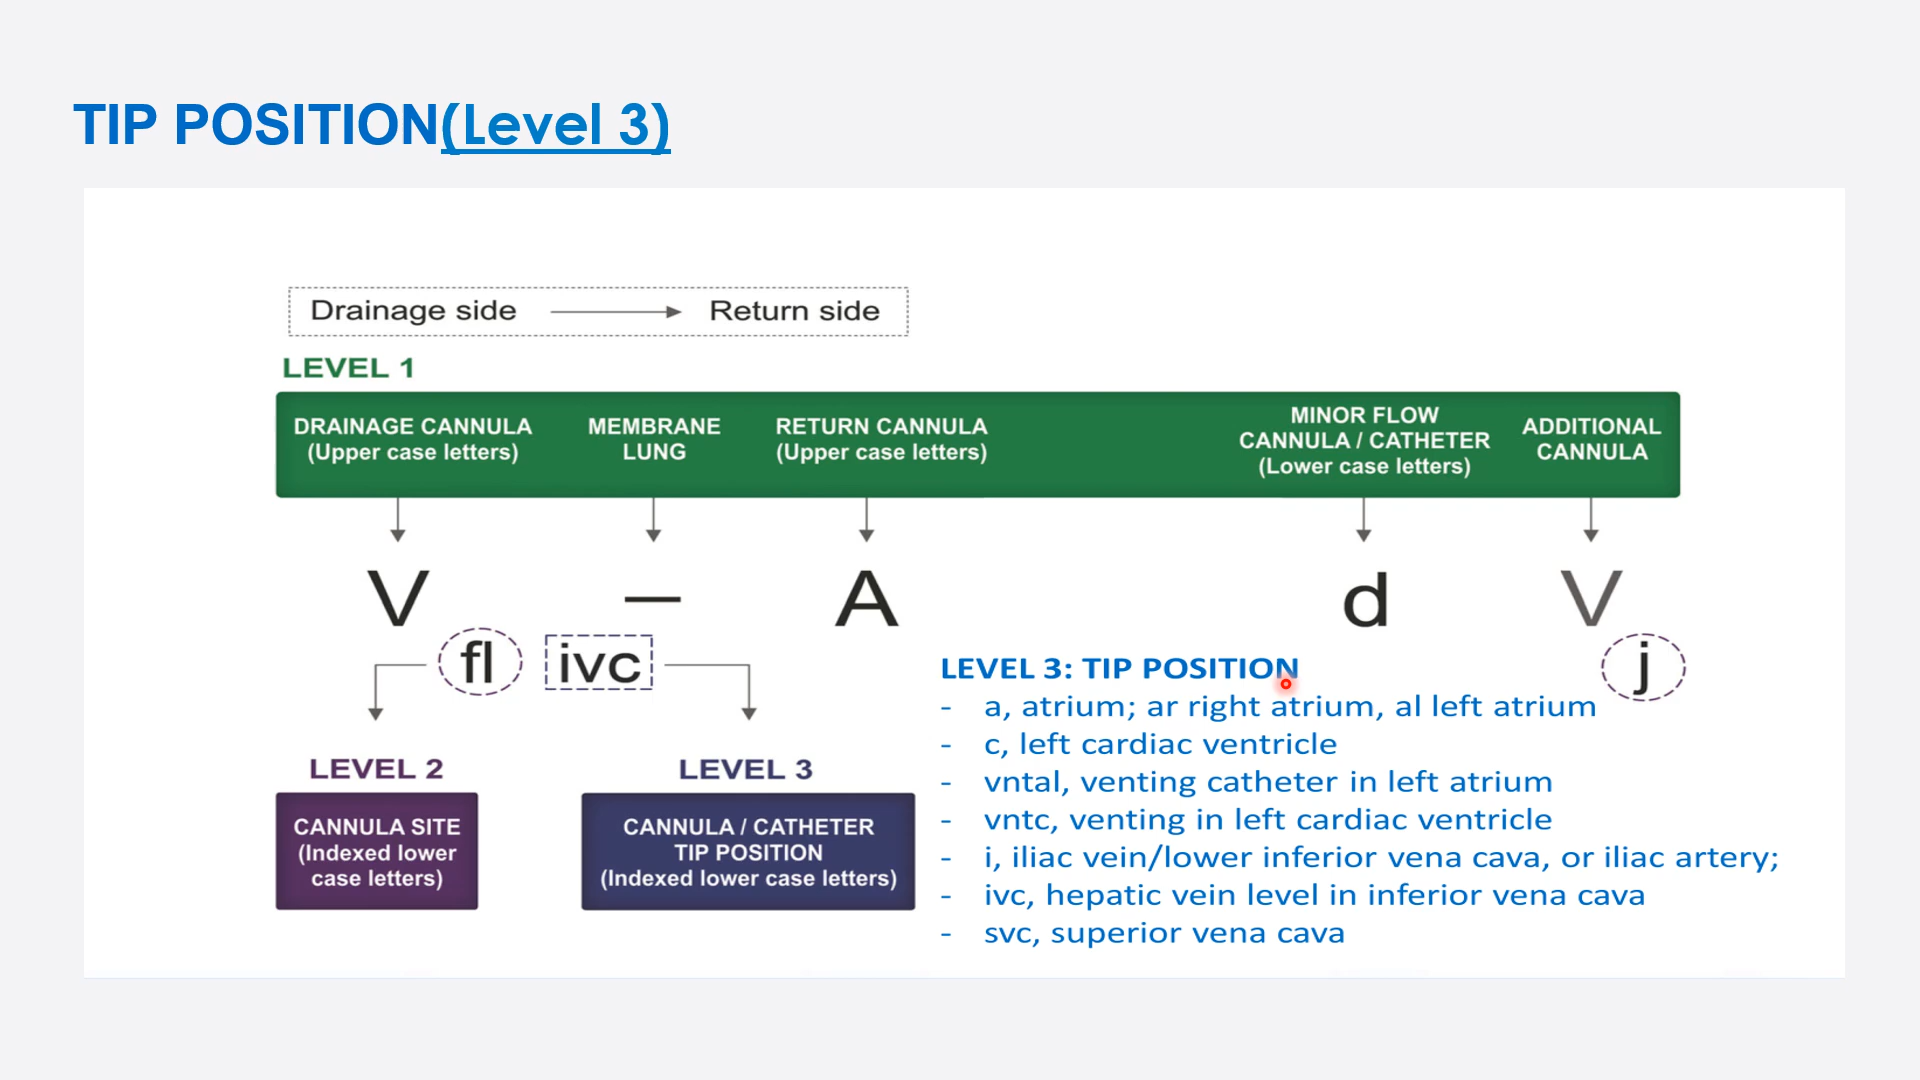 TIP POSITION(Level 3)
Drainage side Return side
LEVEL 1
DRAINAGE CANNULA
(Upper case letters)
MEMBRANE
LUNG
RETURN CANNULA
(Upper case letters)
MINOR FLOW
CANNULA / CATHETER
(Lower case letters)
ADDITIONAL
CANNULA
V – A d V
fl ivc j
LEVEL 2
CANNULA SITE
(Indexed lower
case letters)
LEVEL 3
CANNULA / CATHETER
TIP POSITION
(Indexed lower case letters)
LEVEL 3: TIP POSITION
- a, atrium; ar right atrium, al left atrium
- c, left cardiac ventricle
- vntal, venting catheter in left atrium
- vntc, venting in left cardiac ventricle
- i, iliac vein/lower inferior vena cava, or iliac artery;
- ivc, hepatic vein level in inferior vena cava
- svc, superior vena cava